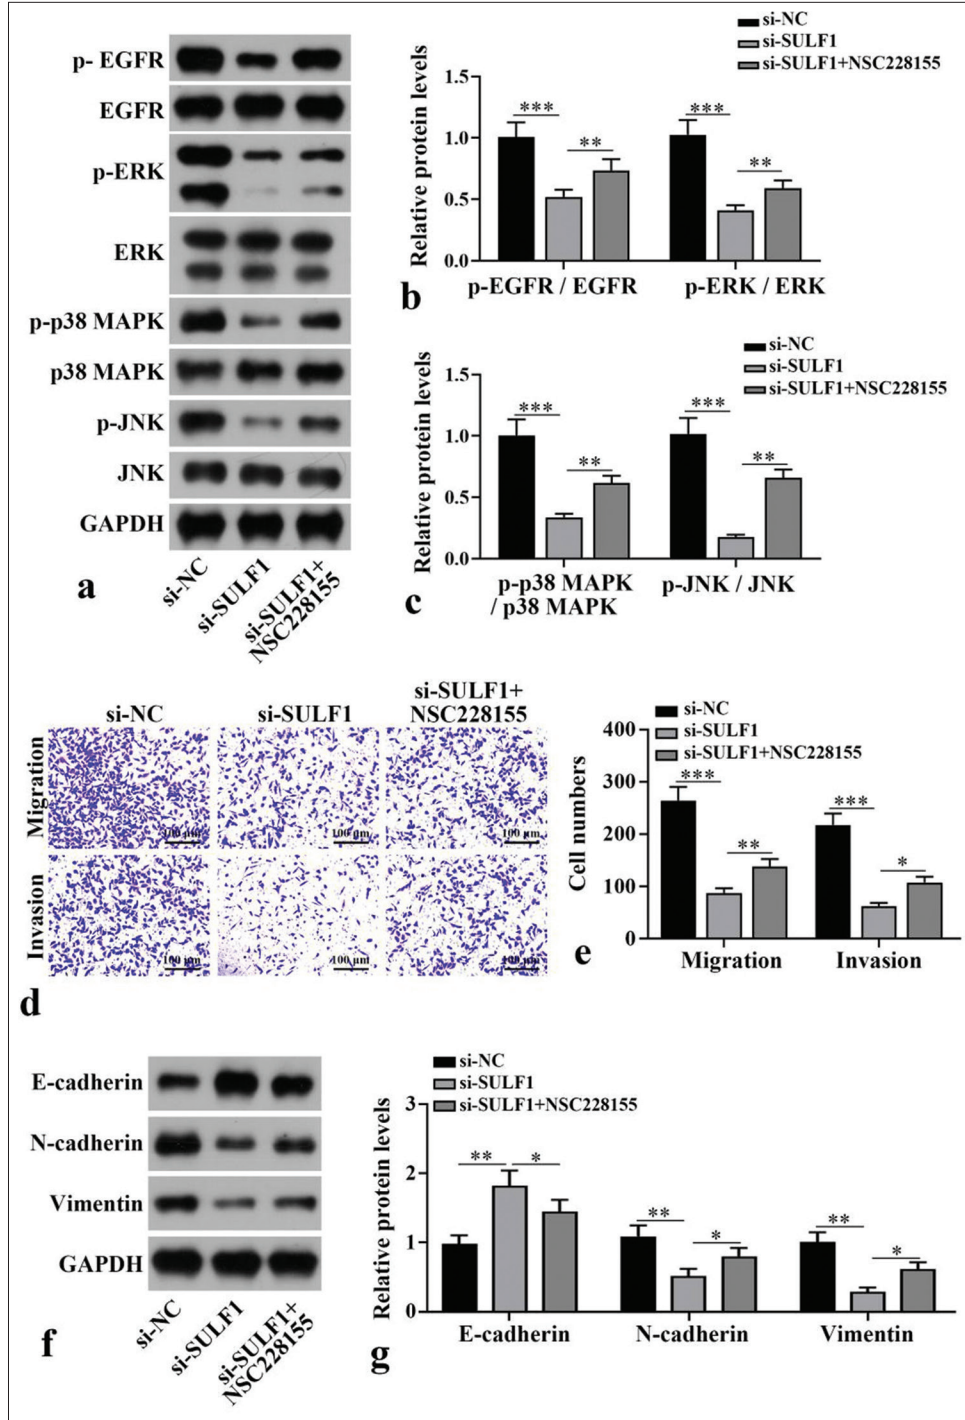 p- EGFR
EGFR
p-ERK
ERK
p-p38 MAPK
p38 MAPK
p-JNK
JNK
GAPDH
si-NC
si-SULF1
si-SULF1+
NSC228155
a
si-NC
si-SULF1
si-SULF1+NSC228155
Relative protein levels
1.5
1.0
0.5
0.0
***
**
***
**
p-EGFR / EGFR
p-ERK / ERK
b
si-NC
si-SULF1
si-SULF1+NSC228155
Relative protein levels
1.5
1.0
0.5
0.0
***
**
***
**
p-p38 MAPK
/ p38 MAPK
p-JNK / JNK
c
si-NC
si-SULF1
si-SULF1+
NSC228155
Migration
100 µm
100 µm
100 µm
Invasion
100 µm
100 µm
100 µm
d
si-NC
si-SULF1
si-SULF1+NSC228155
Cell numbers
400
300
200
100
0
***
**
***
*
Migration
Invasion
e
E-cadherin
N-cadherin
Vimentin
GAPDH
si-NC
si-SULF1
si-SULF1+
NSC228155
f
si-NC
si-SULF1
si-SULF1+NSC228155
Relative protein levels
3
2
1
0
**
*
**
*
**
*
E-cadherin
N-cadherin
Vimentin
g